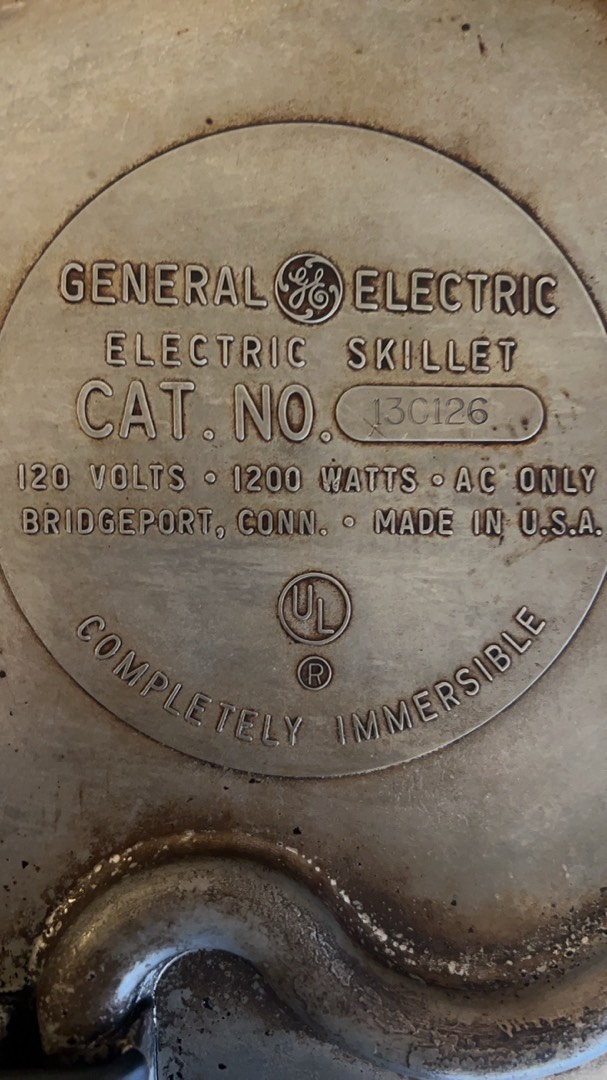 GENERAL GE ELECTRIC
ELECTRIC SKILLET
CAT. NO. 13C126
120 VOLTS • 1200 WATTS • AC ONLY
BRIDGEPORT, CONN. • MADE IN U.S.A.
UL
®
COMPLETELY IMMERSIBLE